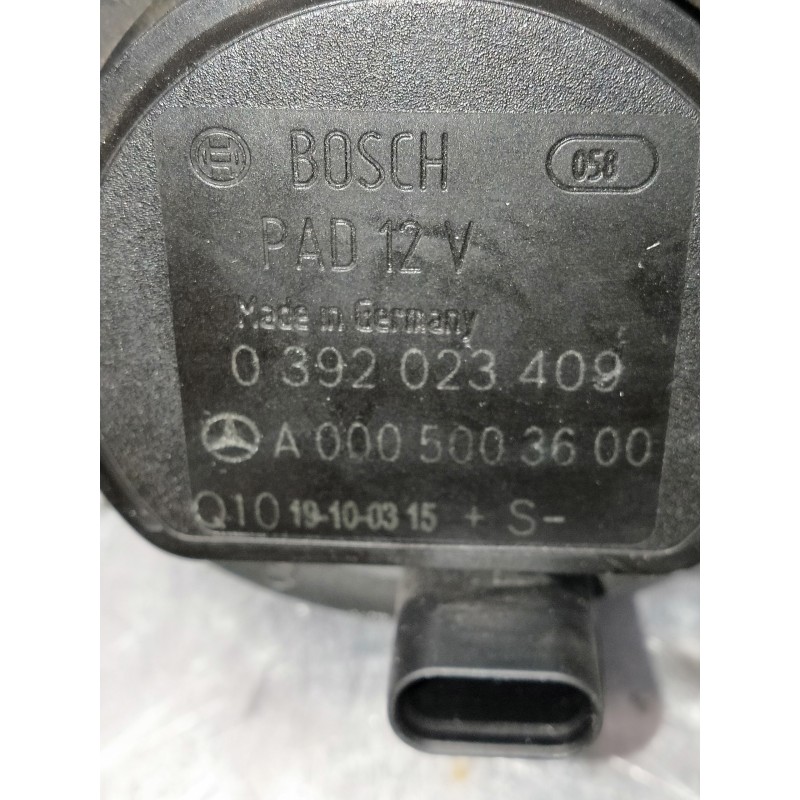 BOSCH 058
PAD 12 V
Made in Germany
0 392 023 409
A 000 500 36 00
Q10 19-10-03 15 + S-